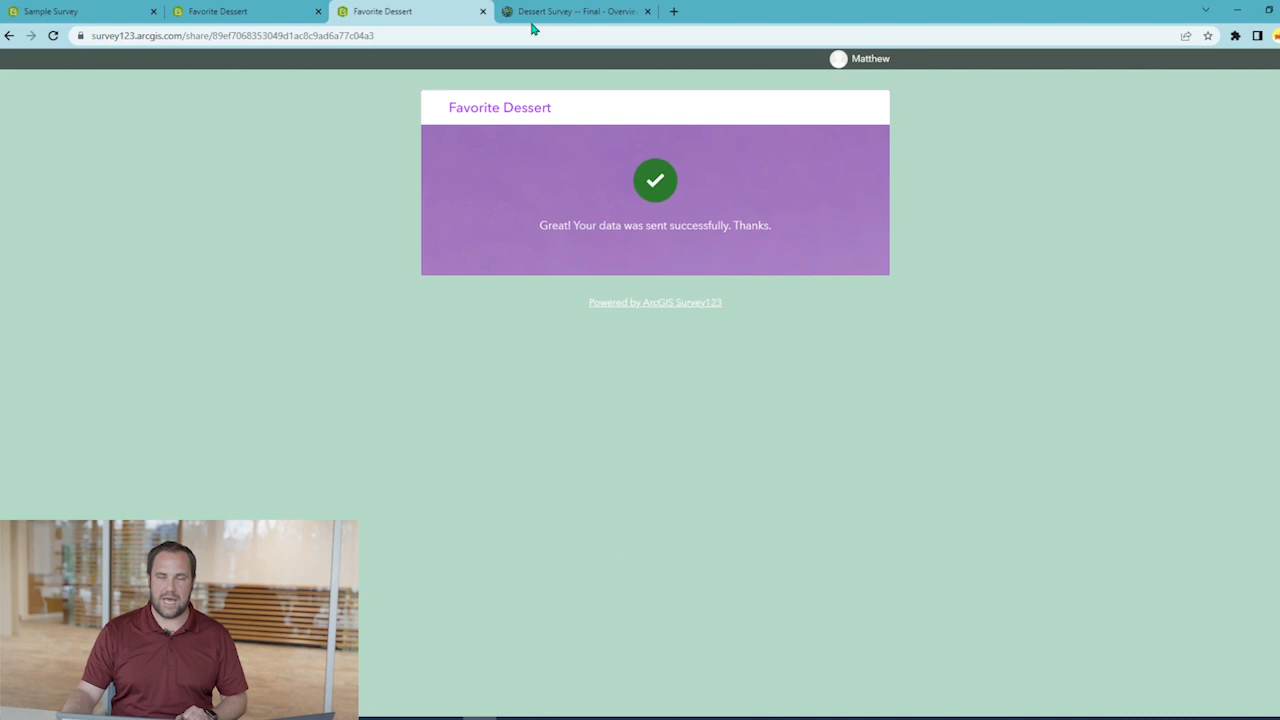 Sample Survey
Favorite Dessert
Favorite Dessert
Dessert Survey -- Final - Overvie
survey123.arcgis.com/share/89ef7068353049d1ac8c9ad6a77c04a3
Matthew
Favorite Dessert
Great! Your data was sent successfully. Thanks.
Powered by ArcGIS Survey123